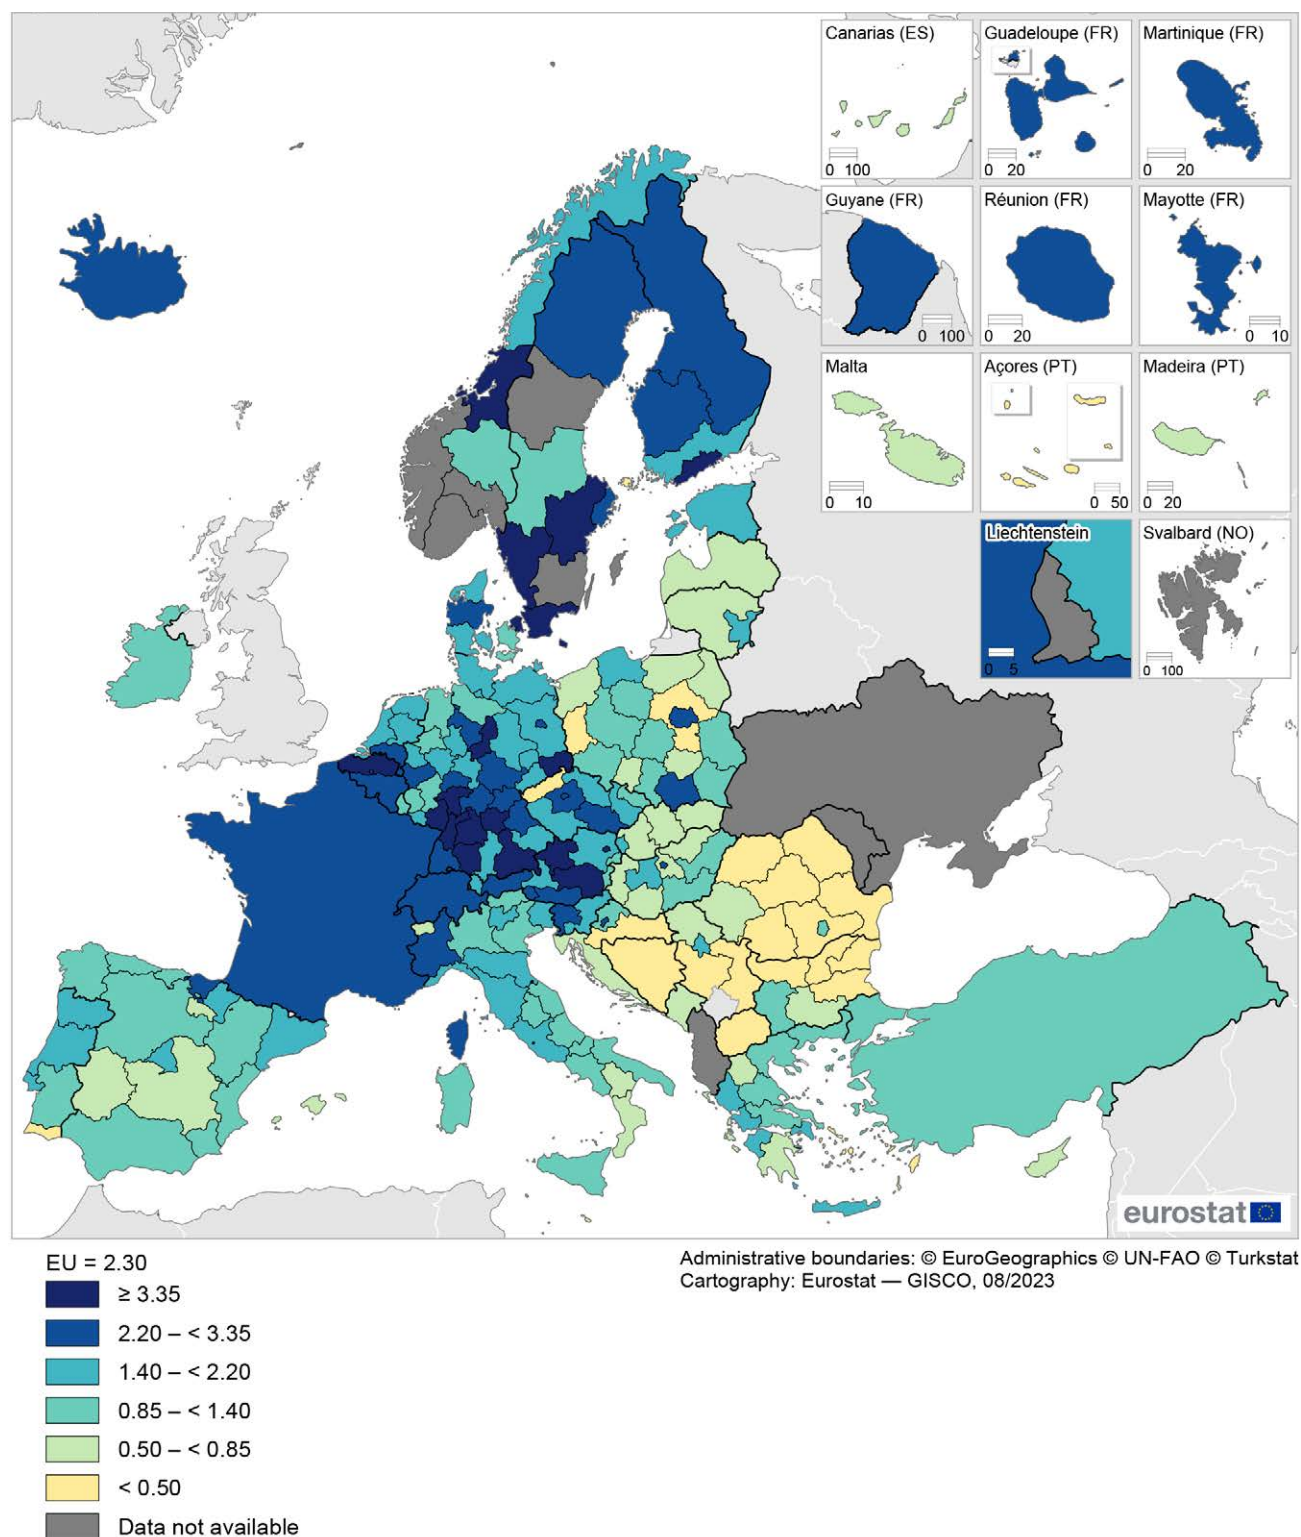 Canarias (ES)
0 100
Guadeloupe (FR)
0 20
Martinique (FR)
0 20
Guyane (FR)
0 100
Réunion (FR)
0 20
Mayotte (FR)
0 10
Malta
0 10
Açores (PT)
0 50
Madeira (PT)
0 20
Liechtenstein
0 5
Svalbard (NO)
0 100
eurostat
EU = 2.30
≥ 3.35
2.20 – < 3.35
1.40 – < 2.20
0.85 – < 1.40
0.50 – < 0.85
< 0.50
Data not available
Administrative boundaries: © EuroGeographics © UN-FAO © Turkstat
Cartography: Eurostat — GISCO, 08/2023